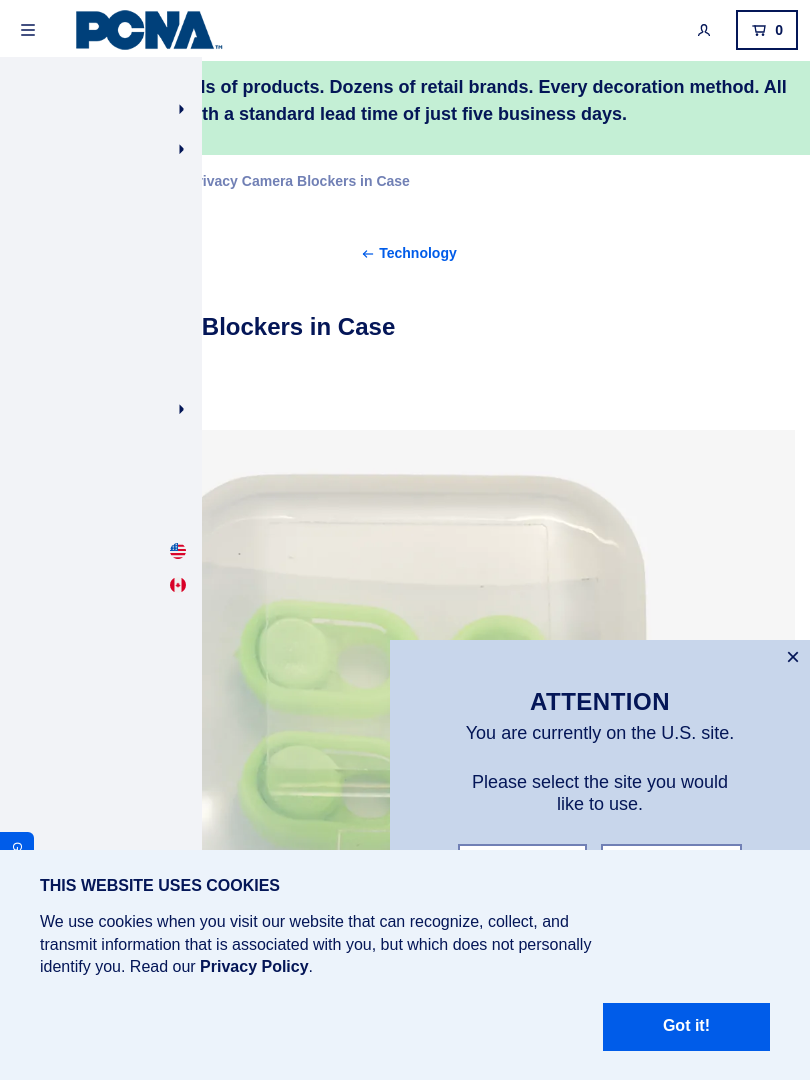 PCNA™
0
ls of products. Dozens of retail brands. Every decoration method. All
th a standard lead time of just five business days.
rivacy Camera Blockers in Case
← Technology
Blockers in Case
×
ATTENTION
You are currently on the U.S. site.
Please select the site you would
like to use.
G
THIS WEBSITE USES COOKIES
We use cookies when you visit our website that can recognize, collect, and
transmit information that is associated with you, but which does not personally
identify you. Read our Privacy Policy.
Got it!